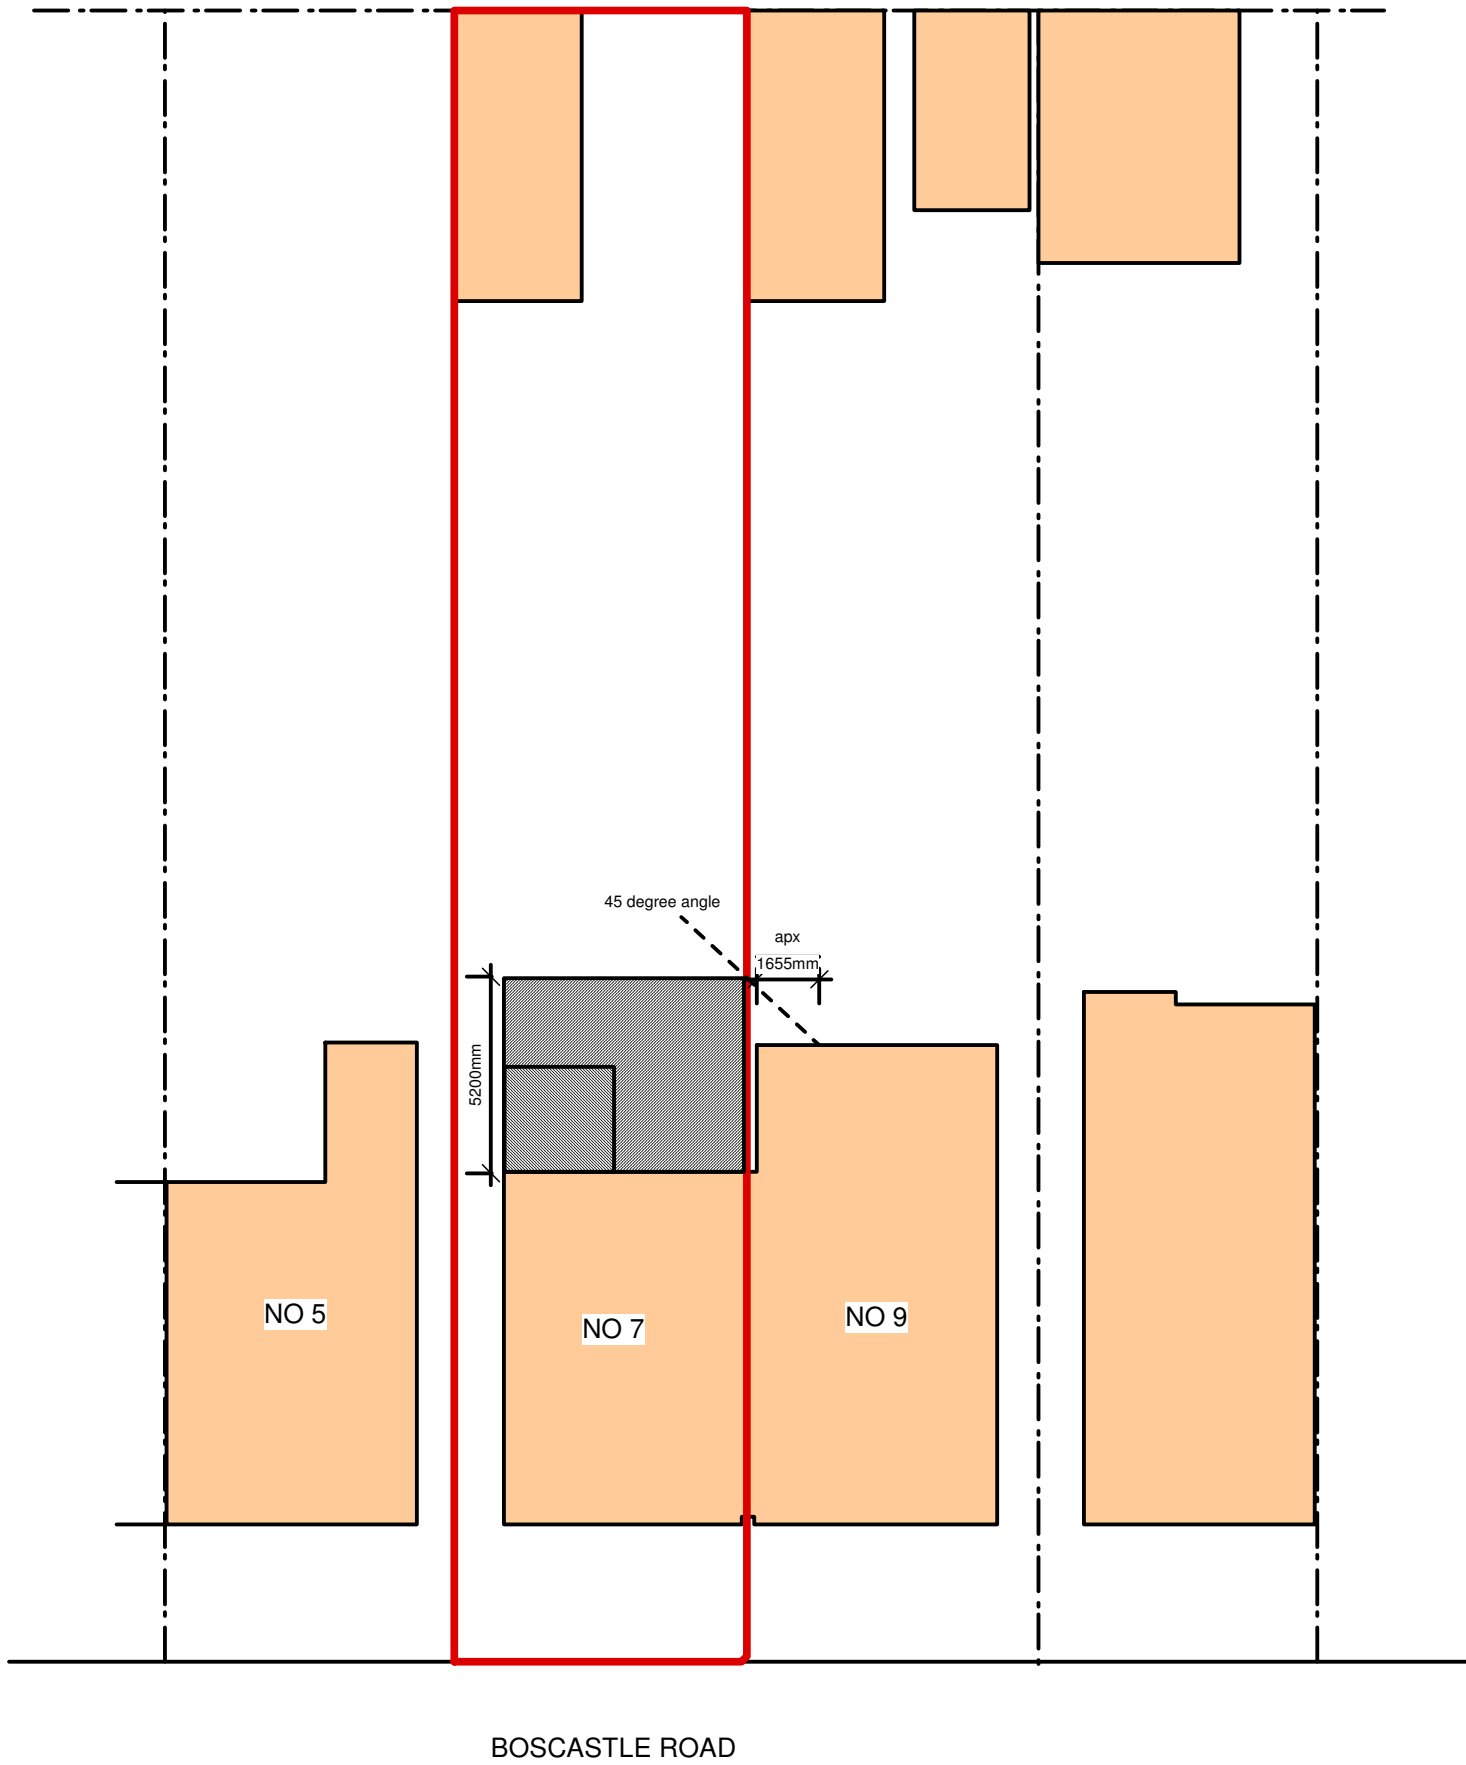 45 degree angle
apx
1655mm
5200mm
NO 5
NO 7
NO 9
BOSCASTLE ROAD